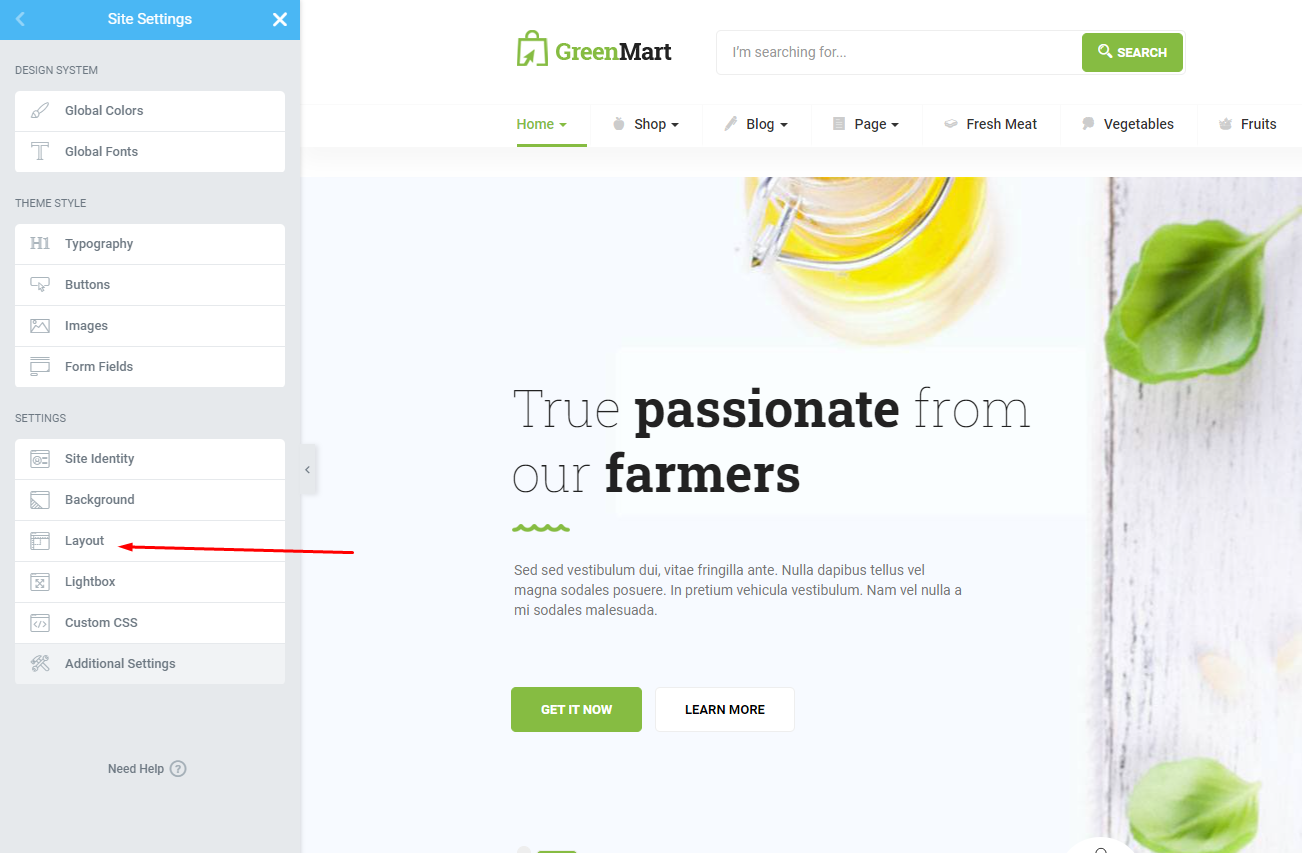 Site Settings
DESIGN SYSTEM
Global Colors
Global Fonts
THEME STYLE
H1 Typography
Buttons
Images
Form Fields
SETTINGS
Site Identity
Background
Layout
Lightbox
Custom CSS
Additional Settings
Need Help ?
GreenMart
I'm searching for...
SEARCH
Home
Shop
Blog
Page
Fresh Meat
Vegetables
Fruits
True passionate from
our farmers
Sed sed vestibulum dui, vitae fringilla ante. Nulla dapibus tellus vel
magna sodales posuere. In pretium vehicula vestibulum. Nam vel nulla a
mi sodales malesuada.
GET IT NOW
LEARN MORE